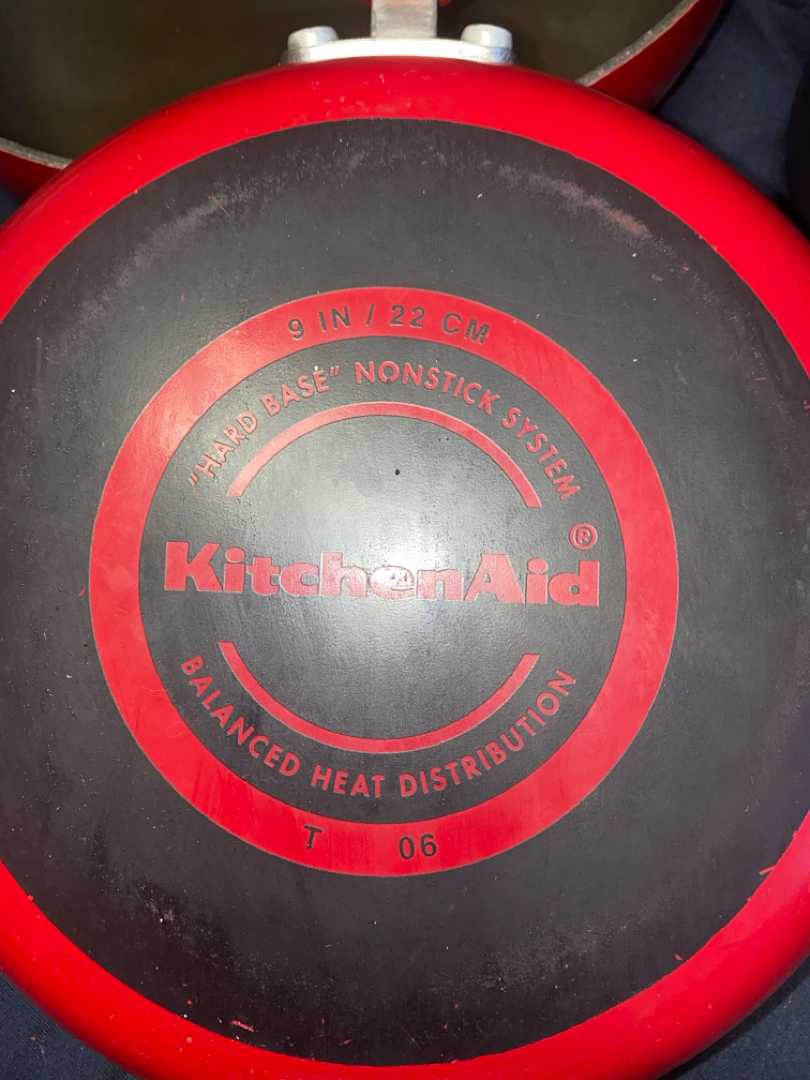 9 IN / 22 CM
"HARD BASE" NONSTICK SYSTEM
KitchenAid®
BALANCED HEAT DISTRIBUTION
T 06